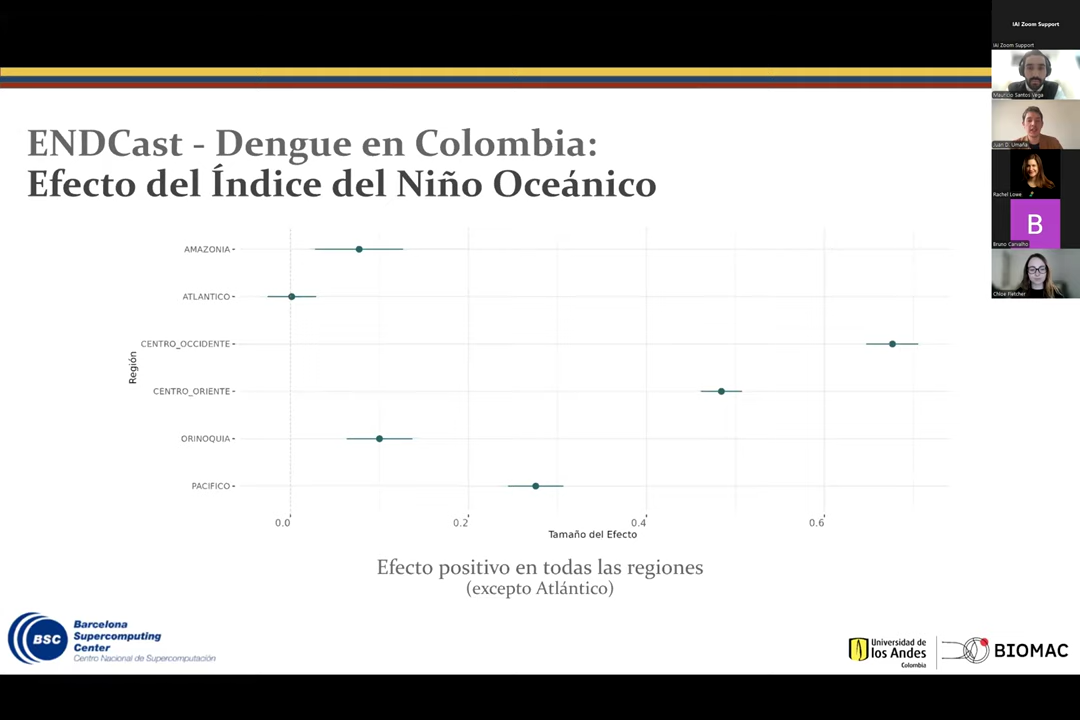 IAI Zoom Support
IAI Zoom Support
Mauricio Santos Vega
Juan D. Umaña
Rachel Lowe
B
Bruno Carvalho
Chloe Fletcher
ENDCast - Dengue en Colombia:
Efecto del Índice del Niño Oceánico
AMAZONIA
ATLANTICO
CENTRO_OCCIDENTE
CENTRO_ORIENTE
ORINOQUIA
PACIFICO
Región
0.0 0.2 0.4 0.6
Tamaño del Efecto
Efecto positivo en todas las regiones
(excepto Atlántico)
BSC
Barcelona
Supercomputing
Center
Centro Nacional de Supercomputación
Universidad de
los Andes
Colombia
BIOMAC